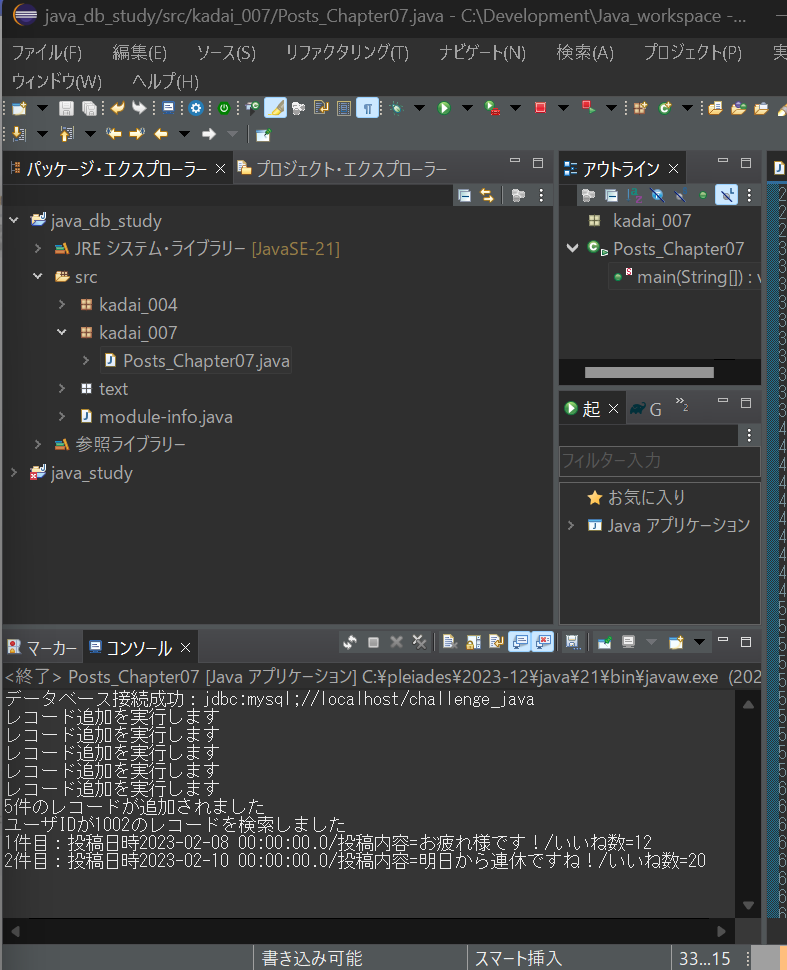 java_db_study/src/kadai_007/Posts_Chapter07.java - C:\Development\Java_workspace -...
ファイル(F) 編集(E) ソース(S) リファクタリング(T) ナビゲート(N) 検索(A) プロジェクト(P) 実
ウィンドウ(W) ヘルプ(H)
パッケージ・エクスプローラー
プロジェクト・エクスプローラー
java_db_study
JRE システム・ライブラリー [JavaSE-21]
src
kadai_004
kadai_007
Posts_Chapter07.java
text
module-info.java
参照ライブラリー
java_study
アウトライン
kadai_007
Posts_Chapter07
main(String[]) : v
起
G
»2
フィルター入力
お気に入り
Java アプリケーション
マーカー
コンソール
<終了> Posts_Chapter07 [Java アプリケーション] C:¥pleiades¥2023-12¥java¥21¥bin¥javaw.exe (202
データベース接続成功：jdbc:mysql;//localhost/challenge_java
レコード追加を実行します
レコード追加を実行します
レコード追加を実行します
レコード追加を実行します
レコード追加を実行します
5件のレコードが追加されました
ユーザIDが1002のレコードを検索しました
1件目：投稿日時2023-02-08 00:00:00.0/投稿内容=お疲れ様です！/いいね数=12
2件目：投稿日時2023-02-10 00:00:00.0/投稿内容=明日から連休ですね！/いいね数=20
書き込み可能
スマート挿入
33...15